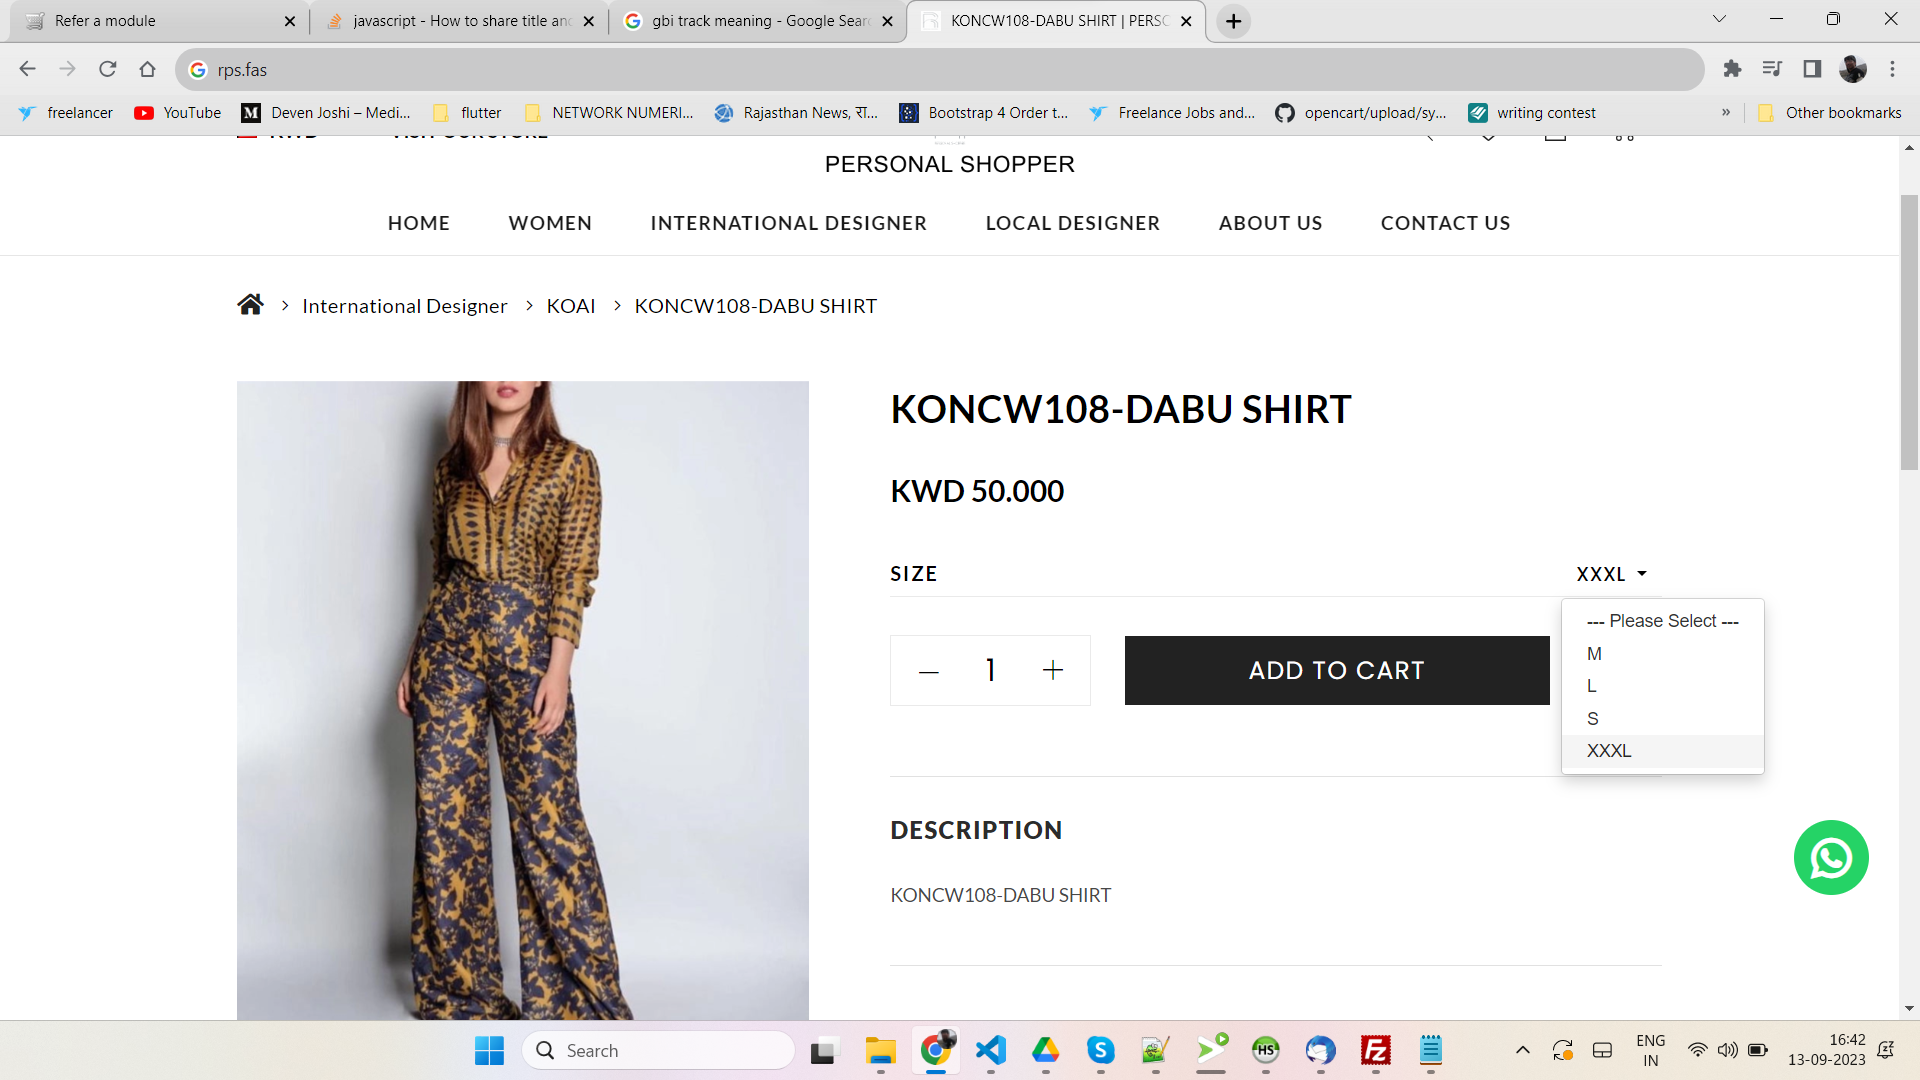 Refer a module
javascript - How to share title an
gbi track meaning - Google Sear
KONCW108-DABU SHIRT | PERSO
rps.fas
freelancer
YouTube
Deven Joshi – Medi...
flutter
NETWORK NUMERI...
Rajasthan News, रा...
Bootstrap 4 Order t...
Freelance Jobs and...
opencart/upload/sy...
writing contest
»
Other bookmarks
PERSONAL SHOPPER
HOME
WOMEN
INTERNATIONAL DESIGNER
LOCAL DESIGNER
ABOUT US
CONTACT US
International Designer > KOAI > KONCW108-DABU SHIRT
KONCW108-DABU SHIRT
KWD 50.000
SIZE
XXXL
--- Please Select ---
M
L
S
XXXL
1
ADD TO CART
DESCRIPTION
KONCW108-DABU SHIRT
Search
HS
Fz
ENG
IN
16:42
13-09-2023